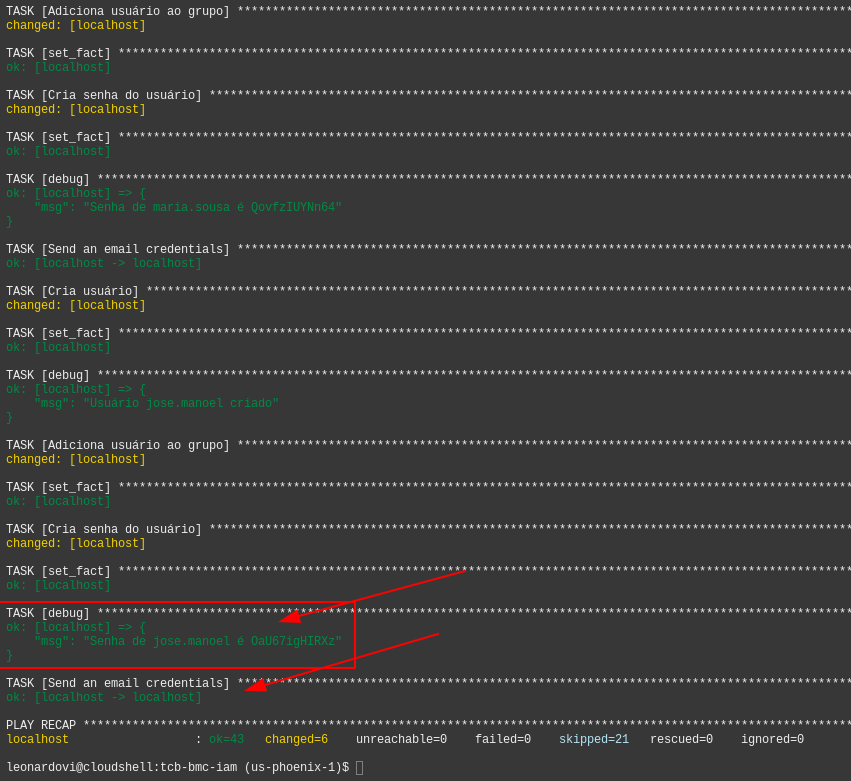 TASK [Adiciona usuário ao grupo] ****************************************************************************************
changed: [localhost]
TASK [set_fact] *********************************************************************************************************
ok: [localhost]
TASK [Cria senha do usuário] ********************************************************************************************
changed: [localhost]
TASK [set_fact] *********************************************************************************************************
ok: [localhost]
TASK [debug] ************************************************************************************************************
ok: [localhost] => {
"msg": "Senha de maria.sousa é QovfzIUYNn64"
}
TASK [Send an email credentials] ****************************************************************************************
ok: [localhost -> localhost]
TASK [Cria usuário] *****************************************************************************************************
changed: [localhost]
TASK [set_fact] *********************************************************************************************************
ok: [localhost]
TASK [debug] ************************************************************************************************************
ok: [localhost] => {
"msg": "Usuário jose.manoel criado"
}
TASK [Adiciona usuário ao grupo] ****************************************************************************************
changed: [localhost]
TASK [set_fact] *********************************************************************************************************
ok: [localhost]
TASK [Cria senha do usuário] ********************************************************************************************
changed: [localhost]
TASK [set_fact] *********************************************************************************************************
ok: [localhost]
TASK [debug] ************************************************************************************************************
ok: [localhost] => {
"msg": "Senha de jose.manoel é OaU67igHIRXz"
}
TASK [Send an email credentials] ****************************************************************************************
ok: [localhost -> localhost]
PLAY RECAP **************************************************************************************************************
localhost : ok=43 changed=6 unreachable=0 failed=0 skipped=21 rescued=0 ignored=0
leonardovi@cloudshell:tcb-bmc-iam (us-phoenix-1)$